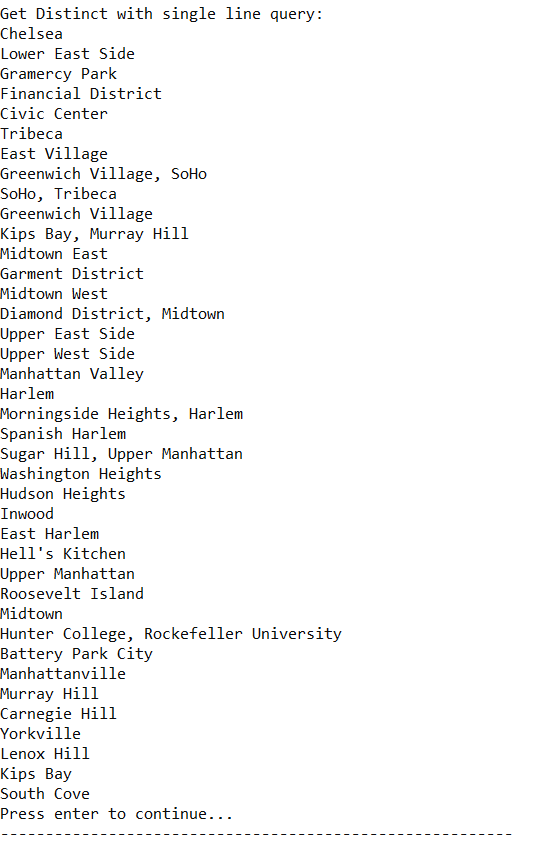 Get Distinct with single line query:
Chelsea
Lower East Side
Gramercy Park
Financial District
Civic Center
Tribeca
East Village
Greenwich Village, SoHo
SoHo, Tribeca
Greenwich Village
Kips Bay, Murray Hill
Midtown East
Garment District
Midtown West
Diamond District, Midtown
Upper East Side
Upper West Side
Manhattan Valley
Harlem
Morningside Heights, Harlem
Spanish Harlem
Sugar Hill, Upper Manhattan
Washington Heights
Hudson Heights
Inwood
East Harlem
Hell's Kitchen
Upper Manhattan
Roosevelt Island
Midtown
Hunter College, Rockefeller University
Battery Park City
Manhattanville
Murray Hill
Carnegie Hill
Yorkville
Lenox Hill
Kips Bay
South Cove
Press enter to continue...
---------------------------------------------------------